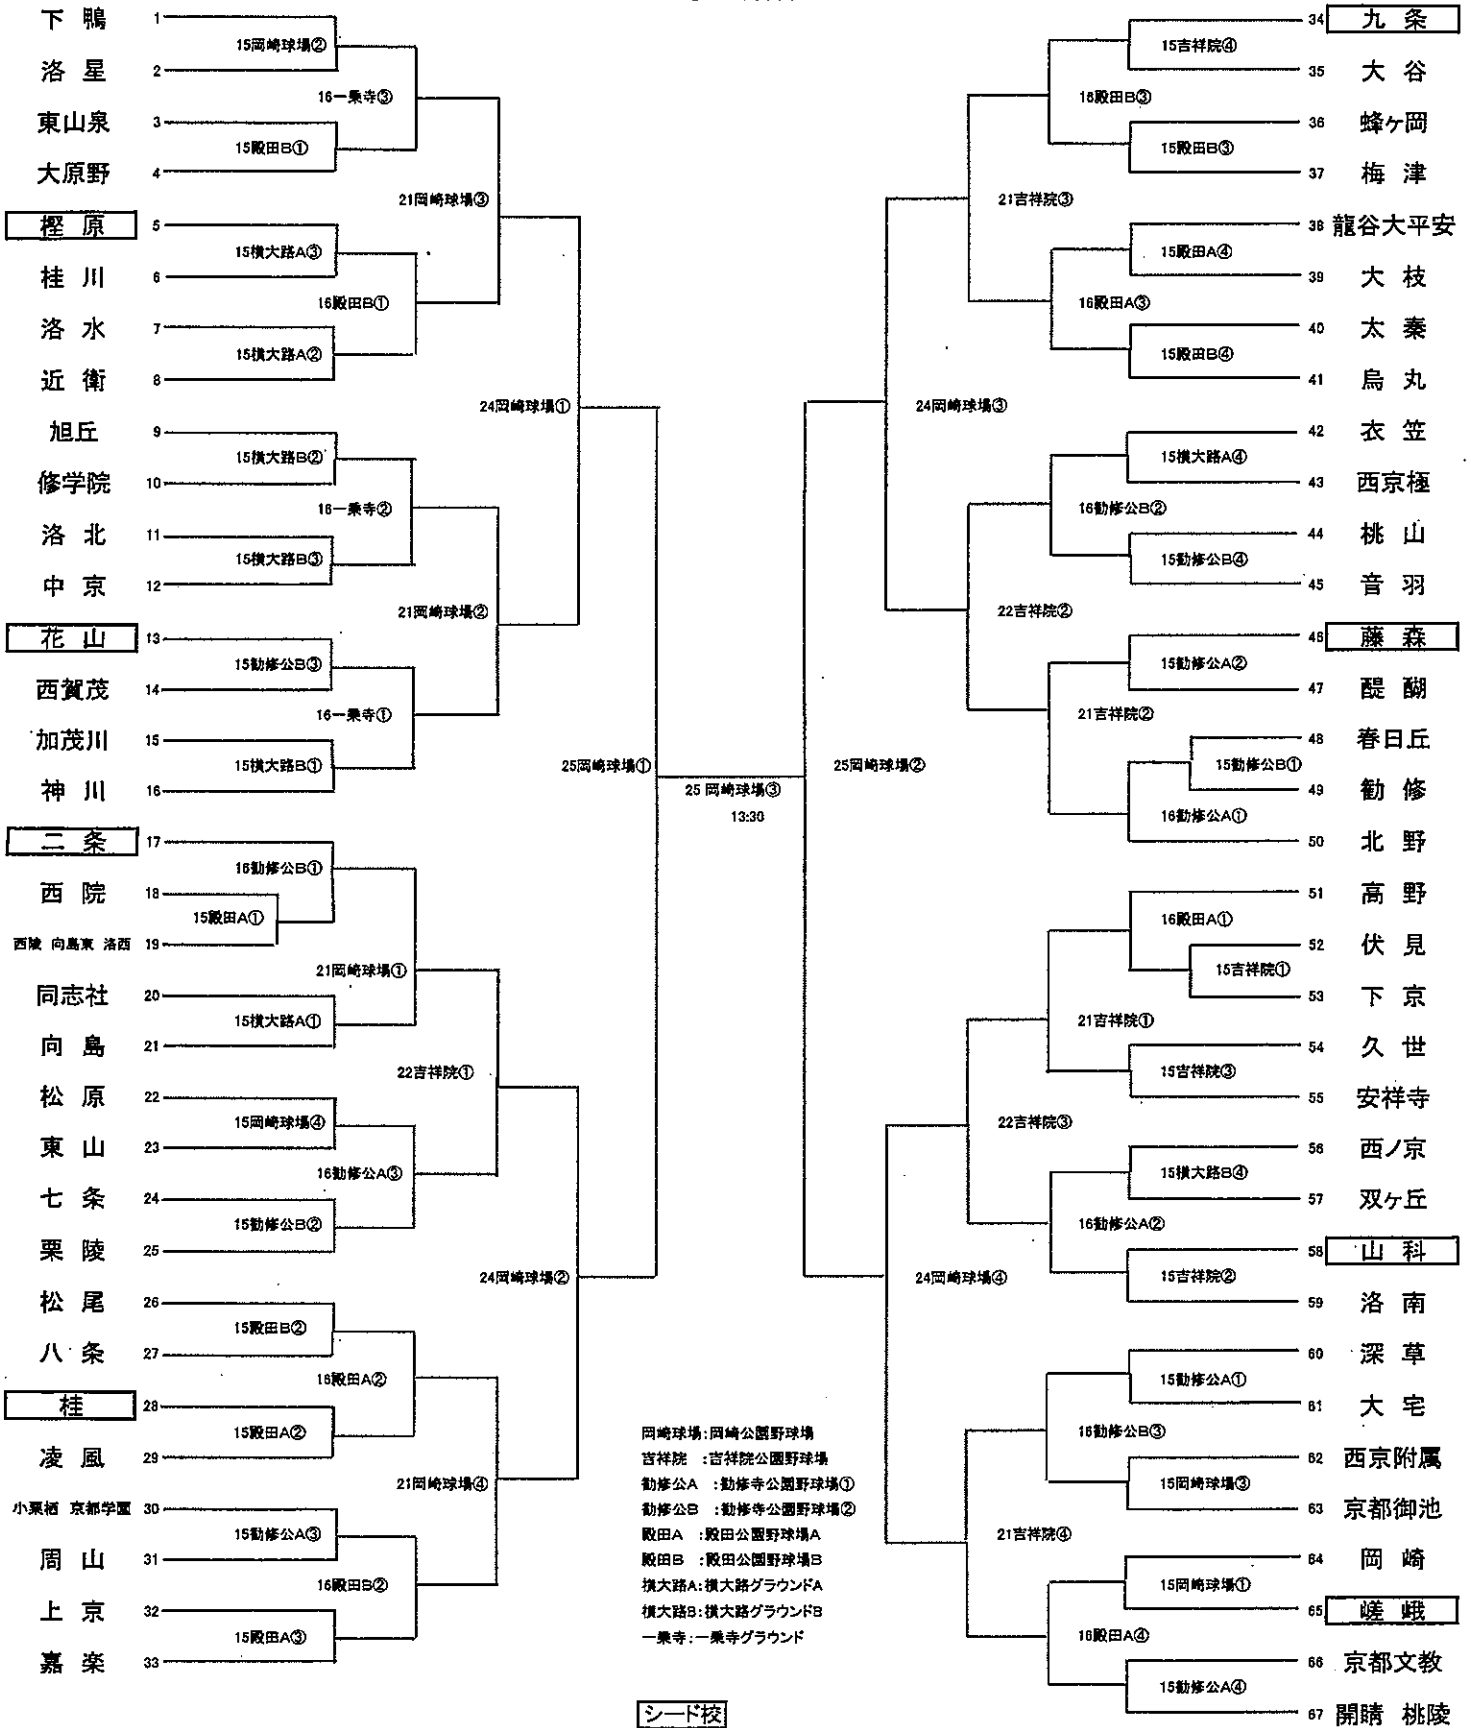 下鴨 1
洛星 2
東山泉 3
大原野 4
樫原 5
桂川 6
洛水 7
近衛 8
旭丘 9
修学院 10
洛北 11
中京 12
花山 13
西賀茂 14
加茂川 15
神川 16
二条 17
西院 18
西陵 向島東 洛西 19
同志社 20
向島 21
松原 22
東山 23
七条 24
栗陵 25
松尾 26
八条 27
桂 28
凌風 29
小栗栖 京都学園 30
周山 31
上京 32
嘉楽 33
15岡崎球場②
15殿田B①
15横大路A③
15横大路A②
15横大路B②
15横大路B③
15勧修公B③
15横大路B①
15殿田A①
15横大路A①
15岡崎球場④
15勧修公B②
15殿田B②
15殿田A②
15勧修公A③
15殿田A③
16一乗寺③
16殿田B①
16一乗寺②
16一乗寺①
16勧修公B①
16勧修公A③
16殿田A②
16殿田B②
21岡崎球場③
21岡崎球場②
21岡崎球場①
22吉祥院①
21岡崎球場④
24岡崎球場①
24岡崎球場②
25岡崎球場①
25 岡崎球場③
13:30
25岡崎球場②
24岡崎球場③
24岡崎球場④
21吉祥院③
22吉祥院②
21吉祥院②
22吉祥院③
21吉祥院①
21吉祥院④
16殿田B③
16殿田A③
16勧修公B②
16勧修公A①
16殿田A①
16勧修公A②
16勧修公B③
16殿田A④
15吉祥院④
15殿田B③
15殿田A④
15殿田B④
15横大路A④
15勧修公B④
15勧修公A②
15勧修公B①
15吉祥院①
15吉祥院③
15横大路B④
15吉祥院②
15勧修公A①
15岡崎球場③
15岡崎球場①
15勧修公A④
34 九条
35 大谷
36 蜂ヶ岡
37 梅津
38 龍谷大平安
39 大枝
40 太秦
41 烏丸
42 衣笠
43 西京極
44 桃山
45 音羽
46 藤森
47 醍醐
48 春日丘
49 勧修
50 北野
51 高野
52 伏見
53 下京
54 久世
55 安祥寺
56 西ノ京
57 双ヶ丘
58 山科
59 洛南
60 深草
61 大宅
62 西京附属
63 京都御池
64 岡崎
65 嵯峨
66 京都文教
67 開睛 桃陵
岡崎球場:岡崎公園野球場
吉祥院 :吉祥院公園野球場
勧修公A :勧修寺公園野球場①
勧修公B :勧修寺公園野球場②
殿田A :殿田公園野球場A
殿田B :殿田公園野球場B
横大路A:横大路グラウンドA
横大路B:横大路グラウンドB
一乗寺:一乗寺グラウンド
シード校